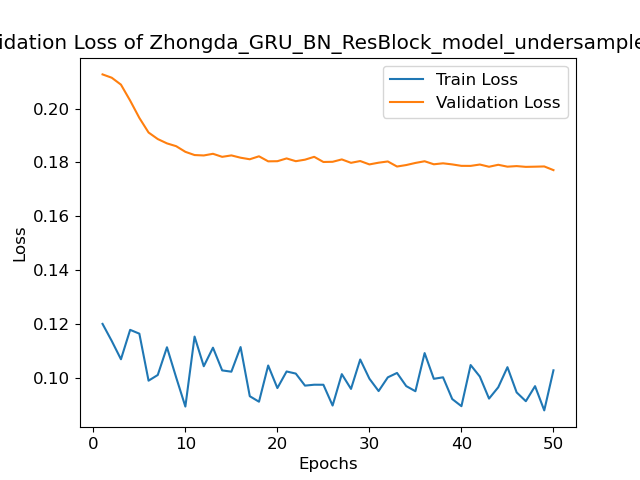 idation Loss of Zhongda_GRU_BN_ResBlock_model_undersample
Train Loss
Validation Loss
Loss
0.20
0.18
0.16
0.14
0.12
0.10
0 10 20 30 40 50
Epochs